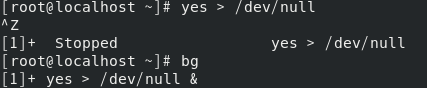 [root@localhost ~]# yes > /dev/null
^Z
[1]+  Stopped                 yes > /dev/null
[root@localhost ~]# bg
[1]+ yes > /dev/null &